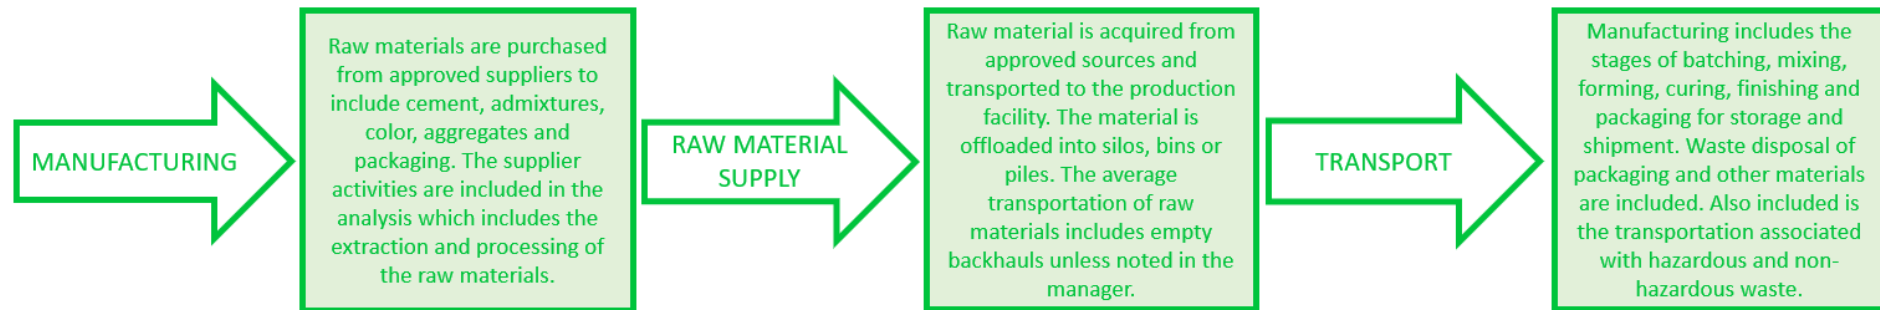 MANUFACTURING
Raw materials are purchased
from approved suppliers to
include cement, admixtures,
color, aggregates and
packaging. The supplier
activities are included in the
analysis which includes the
extraction and processing of
the raw materials.
RAW MATERIAL
SUPPLY
Raw material is acquired from
approved sources and
transported to the production
facility. The material is
offloaded into silos, bins or
piles. The average
transportation of raw
materials includes empty
backhauls unless noted in the
manager.
TRANSPORT
Manufacturing includes the
stages of batching, mixing,
forming, curing, finishing and
packaging for storage and
shipment. Waste disposal of
packaging and other materials
are included. Also included is
the transportation associated
with hazardous and non-
hazardous waste.